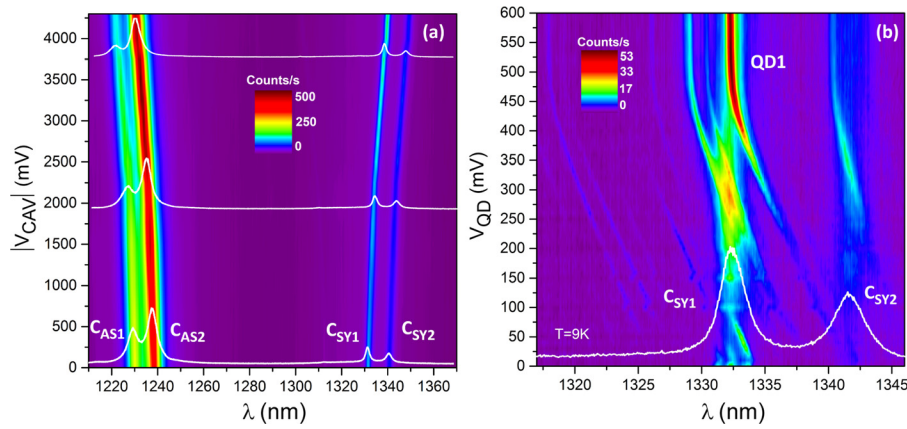 (a)
Counts/s
500
250
0
C_AS1
C_AS2
C_SY1
C_SY2
4000
3500
3000
2500
2000
1500
1000
500
0
|V_CAV| (mV)
1220 1240 1260 1280 1300 1320 1340 1360
λ (nm)
(b)
Counts/s
53
33
17
0
QD1
C_SY1
C_SY2
T=9K
600
550
500
450
400
350
300
250
200
150
100
50
0
V_QD (mV)
1320 1325 1330 1335 1340 1345
λ (nm)